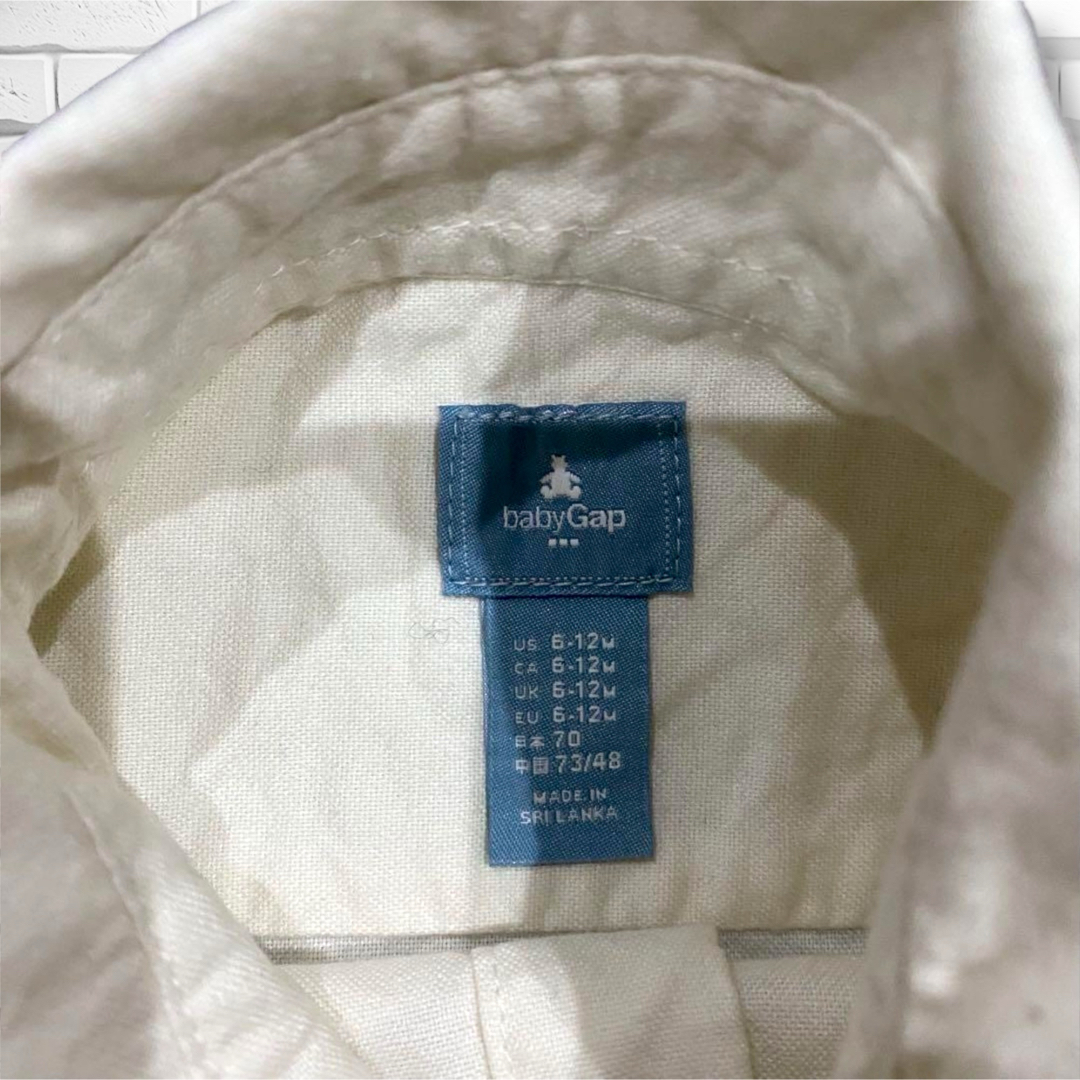 babyGap
US 6-12M
CA 6-12M
UK 6-12M
EU 6-12M
日本 70
中国 73/48
MADE IN
SRI LANKA